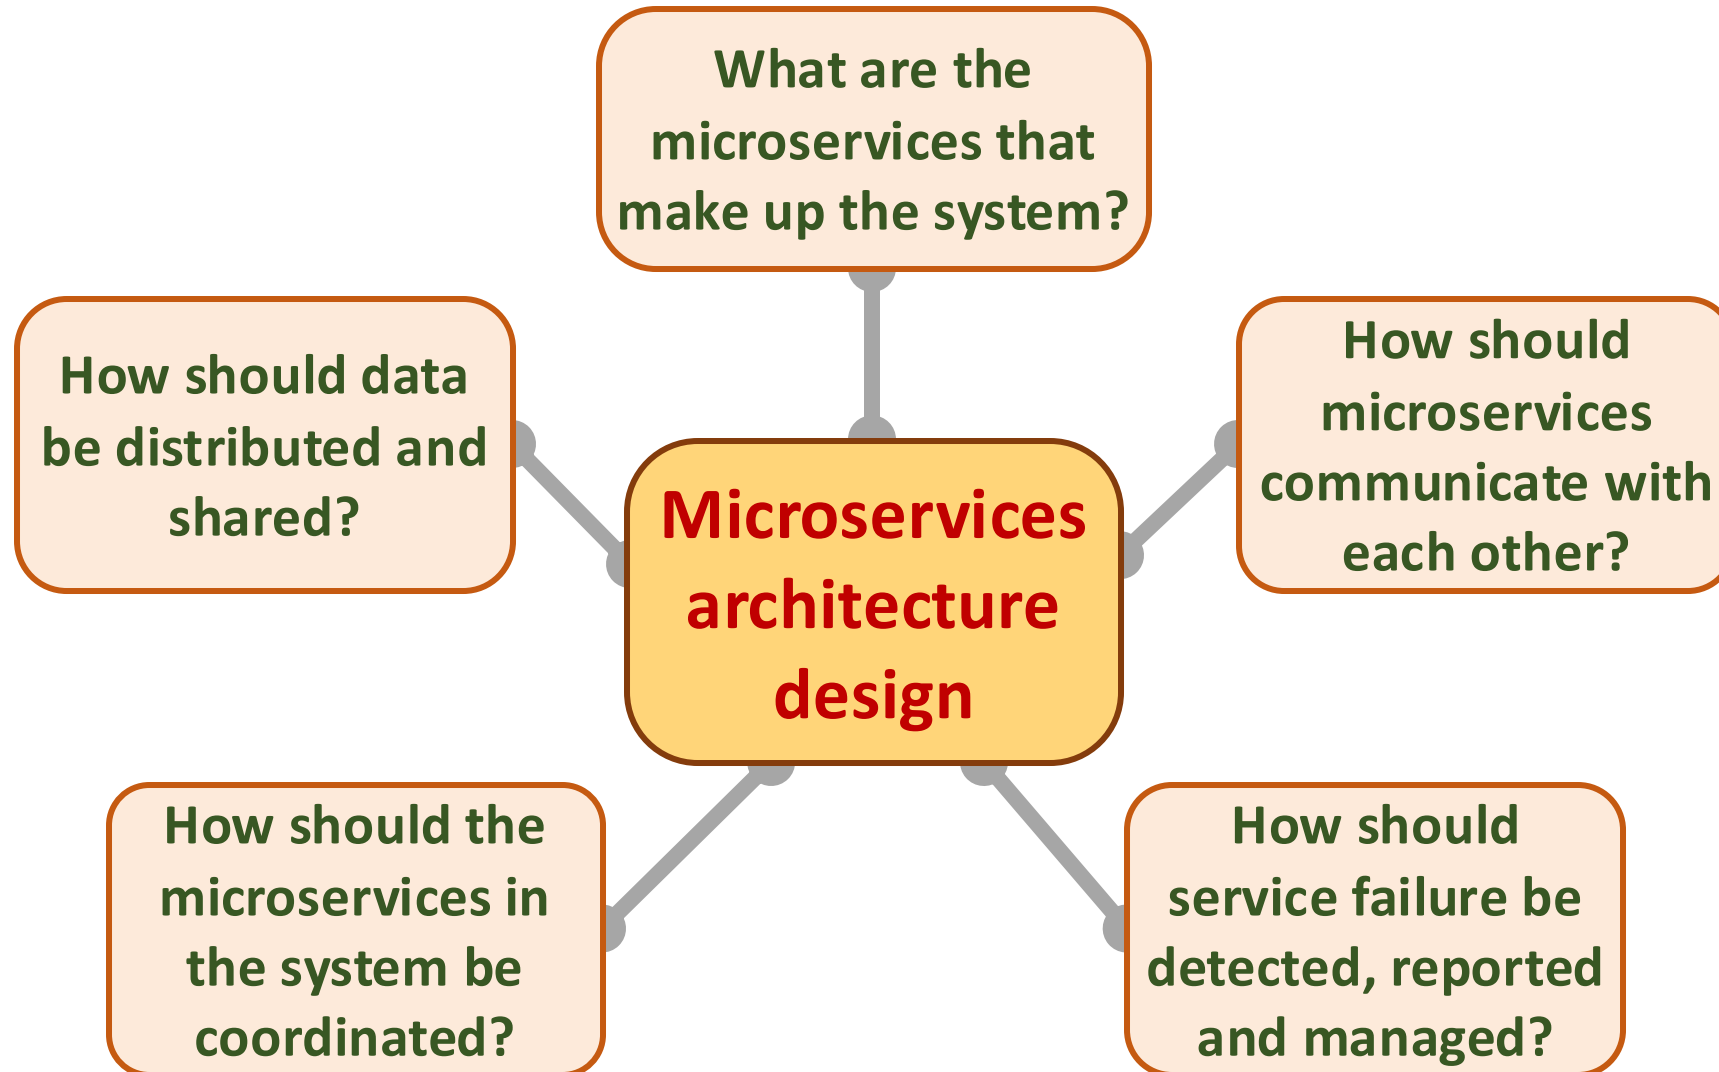 What are the
microservices that
make up the system?
How should data
be distributed and
shared?
How should
microservices
communicate with
each other?
Microservices
architecture
design
How should the
microservices in
the system be
coordinated?
How should
service failure be
detected, reported
and managed?